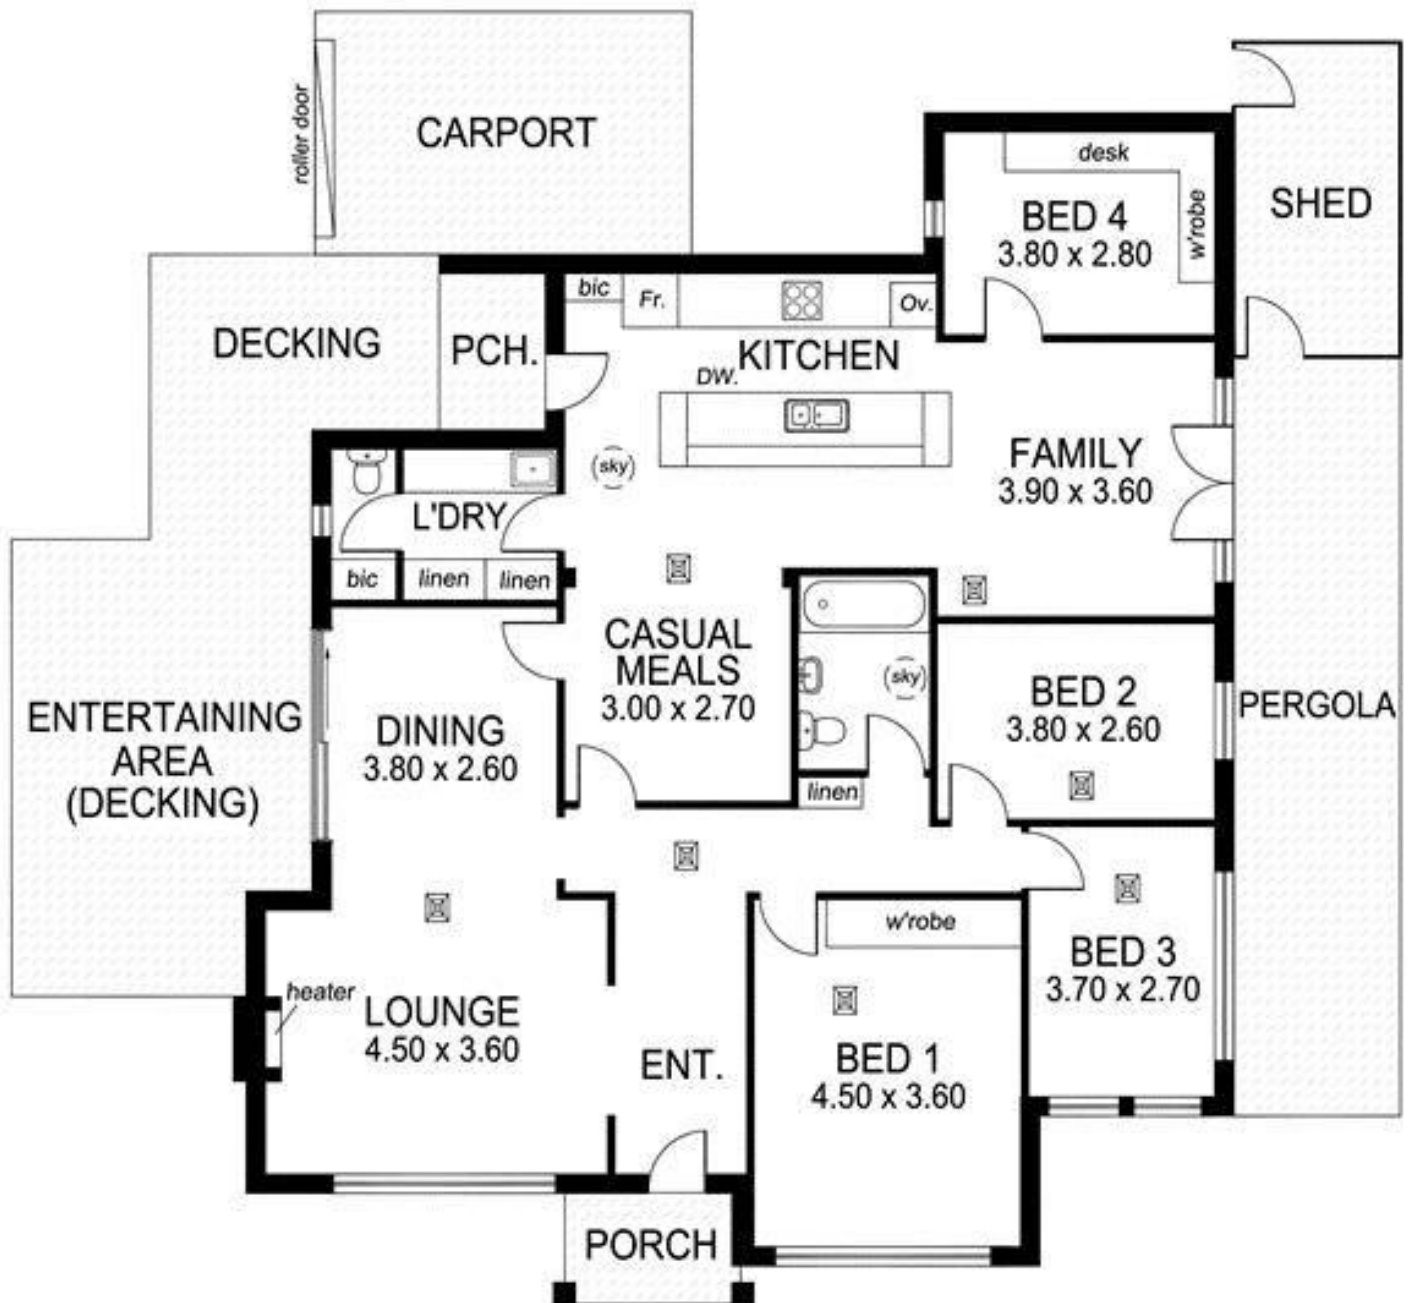 roller door
CARPORT
desk
BED 4
3.80 x 2.80
w'robe
SHED
DECKING
PCH.
bic
Fr.
Ov.
KITCHEN
DW.
(sky)
FAMILY
3.90 x 3.60
L'DRY
bic
linen
linen
CASUAL
MEALS
3.00 x 2.70
(sky)
linen
BED 2
3.80 x 2.60
PERGOLA
ENTERTAINING
AREA
(DECKING)
DINING
3.80 x 2.60
w'robe
BED 3
3.70 x 2.70
heater
LOUNGE
4.50 x 3.60
ENT.
BED 1
4.50 x 3.60
PORCH